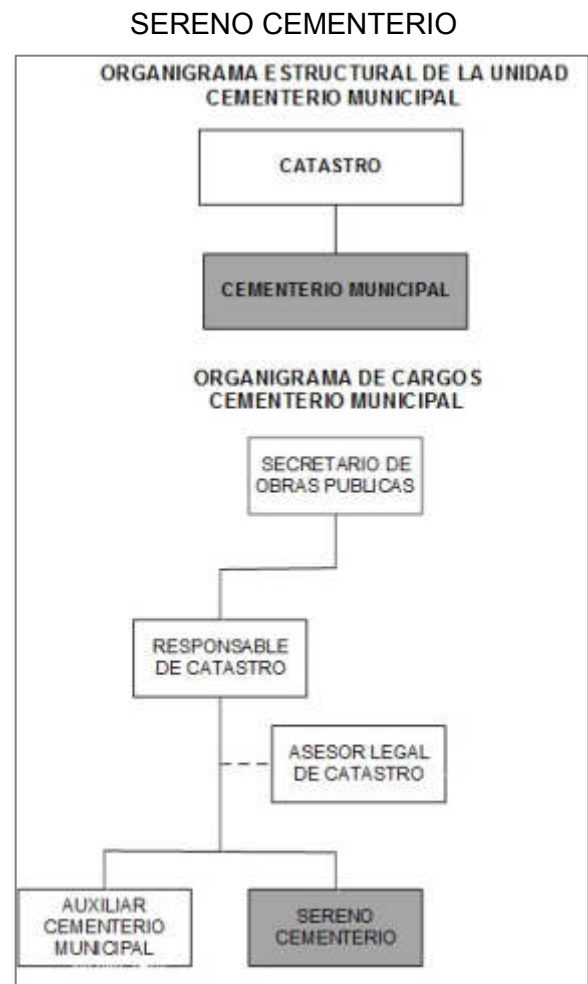 SERENO CEMENTERIO
ORGANIGRAMA ESTRUCTURAL DE LA UNIDAD
CEMENTERIO MUNICIPAL
CATASTRO
CEMENTERIO MUNICIPAL
ORGANIGRAMA DE CARGOS
CEMENTERIO MUNICIPAL
SECRETARIO DE
OBRAS PUBLICAS
RESPONSABLE
DE CATASTRO
ASESOR LEGAL
DE CATASTRO
AUXILIAR
CEMENTERIO
MUNICIPAL
SERENO
CEMENTERIO